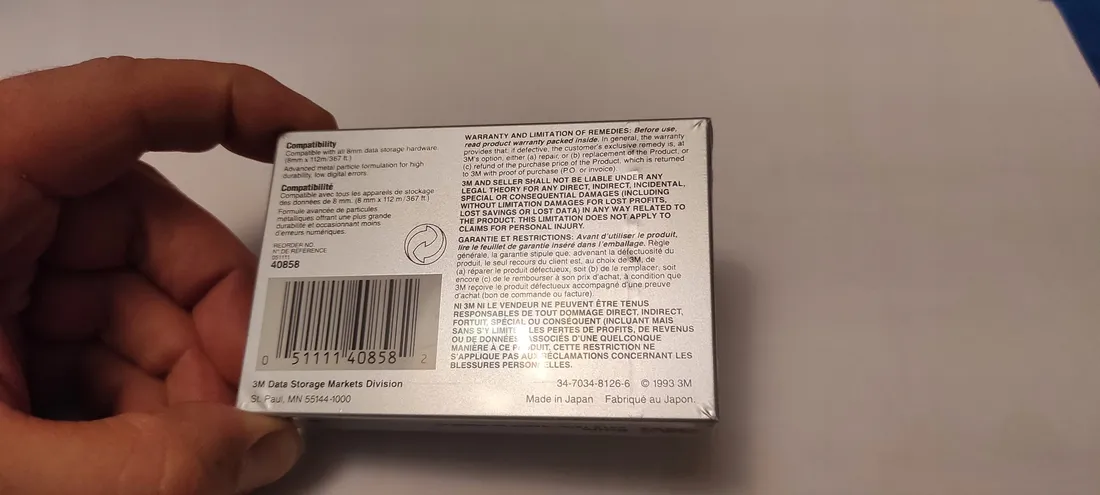 Compatibility
Compatible with all 8mm data storage hardware.
(8mm x 112m/367 ft.)
Advanced metal particle formulation for high
durability, low digital errors.
Compatibilité
Compatible avec tous les appareils de stockage
des données de 8 mm. (8 mm x 112 m/367 ft.)
Formule avancée de particules
métalliques offrant une plus grande
durabilité et occasionnant moins
d'erreurs numériques.
REORDER NO.
N° DE RÉFÉRENCE
051111
40858
0 51111 40858 2
3M Data Storage Markets Division
St. Paul, MN 55144-1000
WARRANTY AND LIMITATION OF REMEDIES: Before use,
read product warranty packed inside. In general, the warranty
provides that: if defective, the customer's exclusive remedy is, at
3M's option, either (a) repair, or (b) replacement of the Product, or
(c) refund of the purchase price of the Product, which is returned
to 3M with proof of purchase (P.O. or invoice).
3M AND SELLER SHALL NOT BE LIABLE UNDER ANY
LEGAL THEORY FOR ANY DIRECT, INDIRECT, INCIDENTAL,
SPECIAL OR CONSEQUENTIAL DAMAGES (INCLUDING
WITHOUT LIMITATION DAMAGES FOR LOST PROFITS,
LOST SAVINGS OR LOST DATA) IN ANY WAY RELATED TO
THE PRODUCT. THIS LIMITATION DOES NOT APPLY TO
CLAIMS FOR PERSONAL INJURY.
GARANTIE ET RESTRICTIONS: Avant d'utiliser le produit,
lire le feuillet de garantie inséré dans l'emballage. Règle
générale, la garantie stipule que: advenant la défectuosité du
produit, le seul recours du client est, au choix de 3M, de
(a) réparer le produit défectueux, soit (b) de le remplacer, soit
encore (c) de le rembourser à son prix d'achat, à condition que
3M reçoive le produit défectueux accompagné d'une preuve
d'achat (bon de commande ou facture).
NI 3M NI LE VENDEUR NE PEUVENT ÊTRE TENUS
RESPONSABLES DE TOUT DOMMAGE DIRECT, INDIRECT,
FORTUIT, SPÉCIAL OU CONSÉQUENT (INCLUANT MAIS
SANS S'Y LIMITER LES PERTES DE PROFITS, DE REVENUS
OU DE DONNÉES) ASSOCIÉS D'UNE QUELCONQUE
MANIÈRE À CE PRODUIT. CETTE RESTRICTION NE
S'APPLIQUE PAS AUX RÉCLAMATIONS CONCERNANT LES
BLESSURES PERSONNELLES.
34-7034-8126-6 © 1993 3M
Made in Japan Fabriqué au Japon.